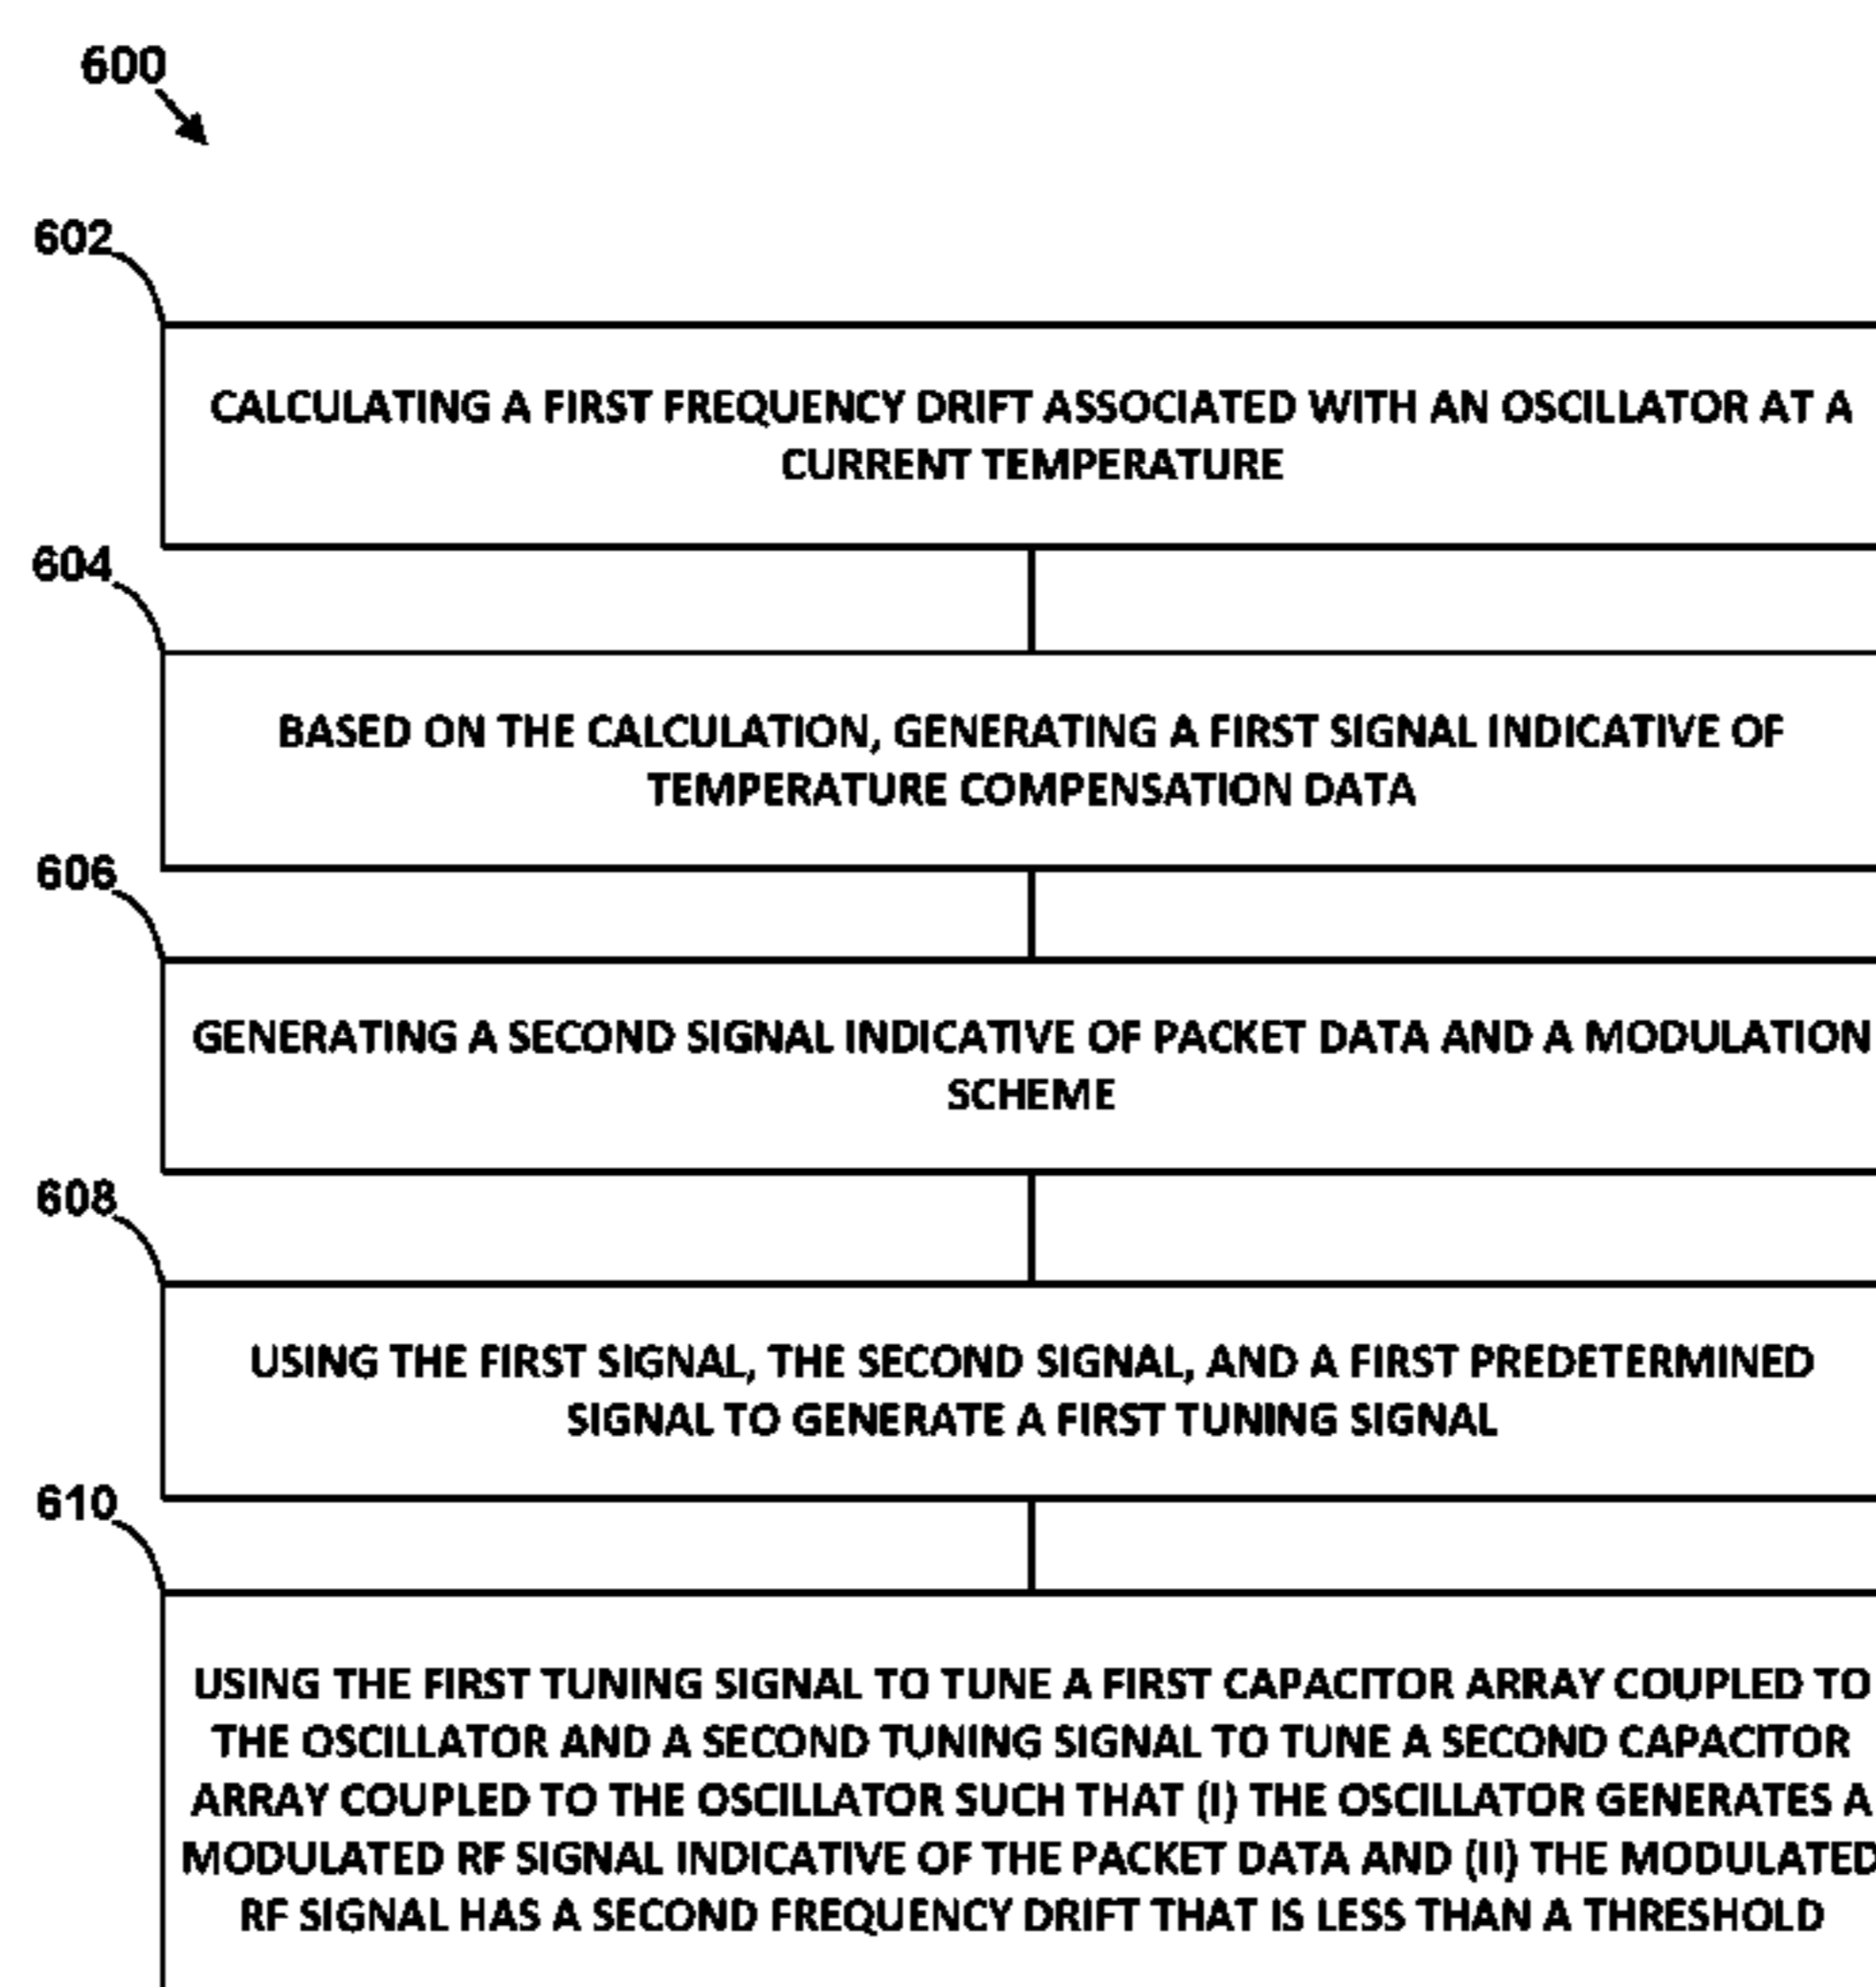 600
602
CALCULATING A FIRST FREQUENCY DRIFT ASSOCIATED WITH AN OSCILLATOR AT A
CURRENT TEMPERATURE
604
BASED ON THE CALCULATION, GENERATING A FIRST SIGNAL INDICATIVE OF
TEMPERATURE COMPENSATION DATA
606
GENERATING A SECOND SIGNAL INDICATIVE OF PACKET DATA AND A MODULATION
SCHEME
608
USING THE FIRST SIGNAL, THE SECOND SIGNAL, AND A FIRST PREDETERMINED
SIGNAL TO GENERATE A FIRST TUNING SIGNAL
610
USING THE FIRST TUNING SIGNAL TO TUNE A FIRST CAPACITOR ARRAY COUPLED TO
THE OSCILLATOR AND A SECOND TUNING SIGNAL TO TUNE A SECOND CAPACITOR
ARRAY COUPLED TO THE OSCILLATOR SUCH THAT (I) THE OSCILLATOR GENERATES A
MODULATED RF SIGNAL INDICATIVE OF THE PACKET DATA AND (II) THE MODULATED
RF SIGNAL HAS A SECOND FREQUENCY DRIFT THAT IS LESS THAN A THRESHOLD